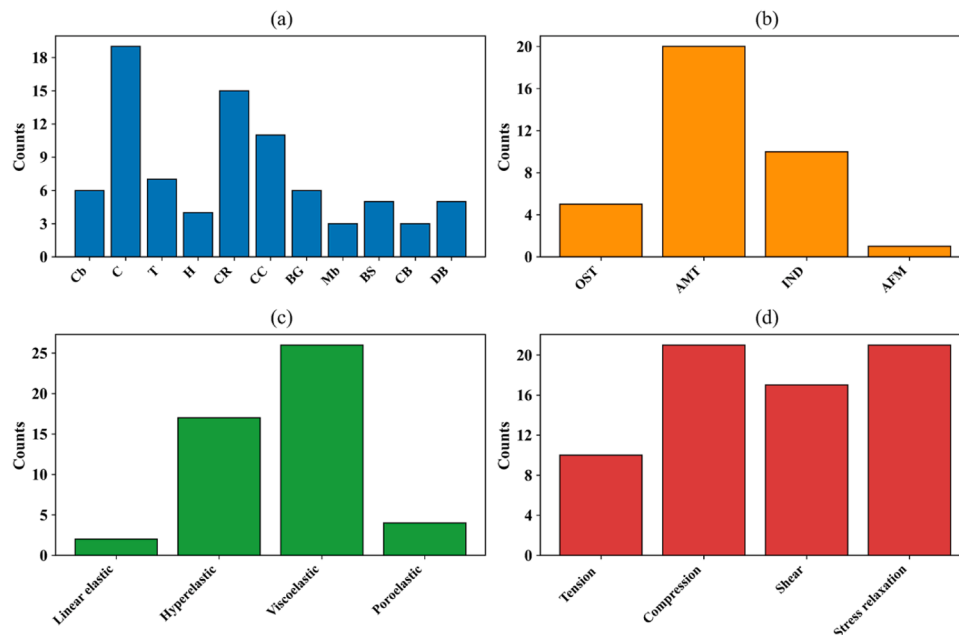 (a)
Counts
18
15
12
9
6
3
0
Cb C T H CR CC BG Mb BS CB DB
(b)
Counts
20
16
12
8
4
0
OST AMT IND AFM
(c)
Counts
25
20
15
10
5
0
Linear elastic Hyperelastic Viscoelastic Poroelastic
(d)
Counts
20
16
12
8
4
0
Tension Compression Shear Stress relaxation